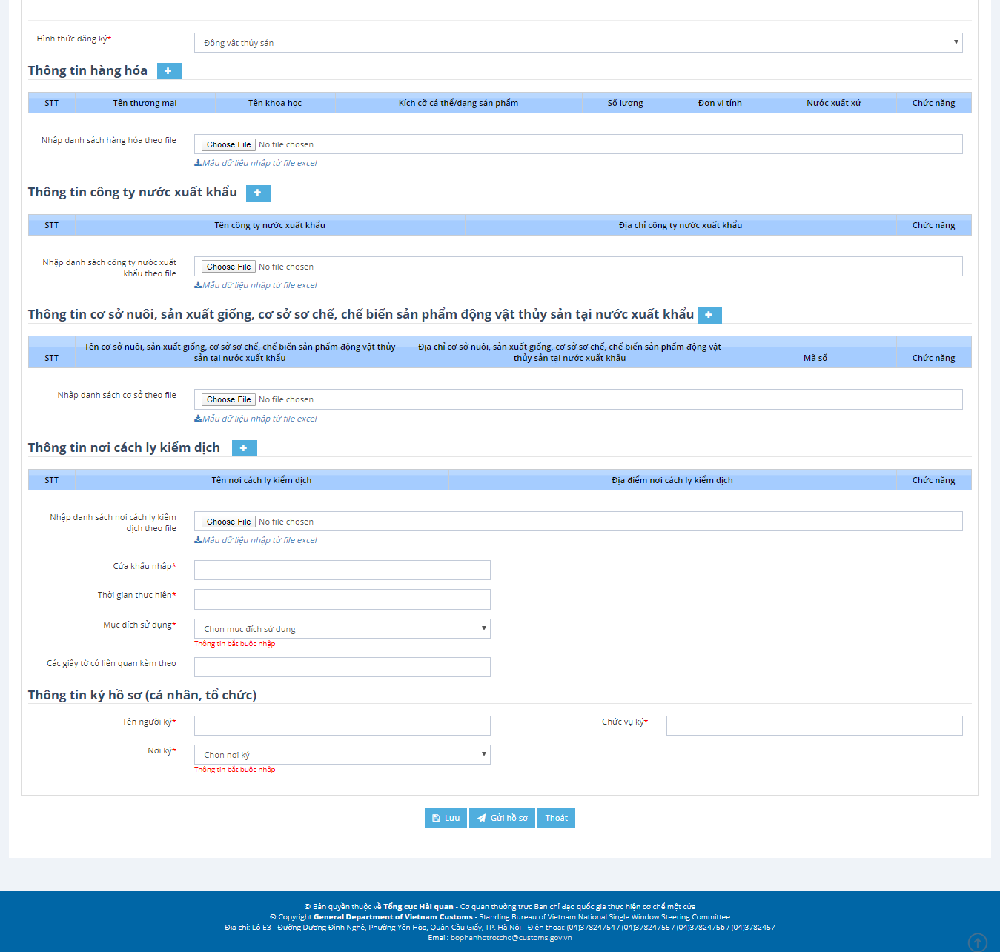 Hình thức đăng ký*
Động vật thủy sản
Thông tin hàng hóa
STT Tên thương mại Tên khoa học Kích cỡ cá thể/dạng sản phẩm Số lượng Đơn vị tính Nước xuất xứ Chức năng
Nhập danh sách hàng hóa theo file
Choose File No file chosen
Mẫu dữ liệu nhập từ file excel
Thông tin công ty nước xuất khẩu
STT Tên công ty nước xuất khẩu Địa chỉ công ty nước xuất khẩu Chức năng
Nhập danh sách công ty nước xuất
khẩu theo file
Choose File No file chosen
Mẫu dữ liệu nhập từ file excel
Thông tin cơ sở nuôi, sản xuất giống, cơ sở sơ chế, chế biến sản phẩm động vật thủy sản tại nước xuất khẩu
STT
Tên cơ sở nuôi, sản xuất giống, cơ sở sơ chế, chế biến sản phẩm động vật thủy
sản tại nước xuất khẩu
Địa chỉ cơ sở nuôi, sản xuất giống, cơ sở sơ chế, chế biến sản phẩm động vật
thủy sản tại nước xuất khẩu
Mã số Chức năng
Nhập danh sách cơ sở theo file
Choose File No file chosen
Mẫu dữ liệu nhập từ file excel
Thông tin nơi cách ly kiểm dịch
STT Tên nơi cách ly kiểm dịch Địa điểm nơi cách ly kiểm dịch Chức năng
Nhập danh sách nơi cách ly kiểm
dịch theo file
Choose File No file chosen
Mẫu dữ liệu nhập từ file excel
Cửa khẩu nhập*
Thời gian thực hiện*
Mục đích sử dụng*
Chọn mục đích sử dụng
Thông tin bắt buộc nhập
Các giấy tờ có liên quan kèm theo
Thông tin ký hồ sơ (cá nhân, tổ chức)
Tên người ký* Chức vụ ký*
Nơi ký*
Chọn nơi ký
Thông tin bắt buộc nhập
Lưu Gửi hồ sơ Thoát
© Bản quyền thuộc về Tổng cục Hải quan - Cơ quan thường trực Ban chỉ đạo quốc gia thực hiện cơ chế một cửa
© Copyright General Department of Vietnam Customs - Standing Bureau of Vietnam National Single Window Steering Committee
Địa chỉ: Lô E3 - Đường Dương Đình Nghệ, Phường Yên Hòa, Quận Cầu Giấy, TP. Hà Nội - Điện thoại: (04)37824754 / (04)37824755 / (04)37824756 / (04)3782457
Email: bophanhotrotchq@customs.gov.vn